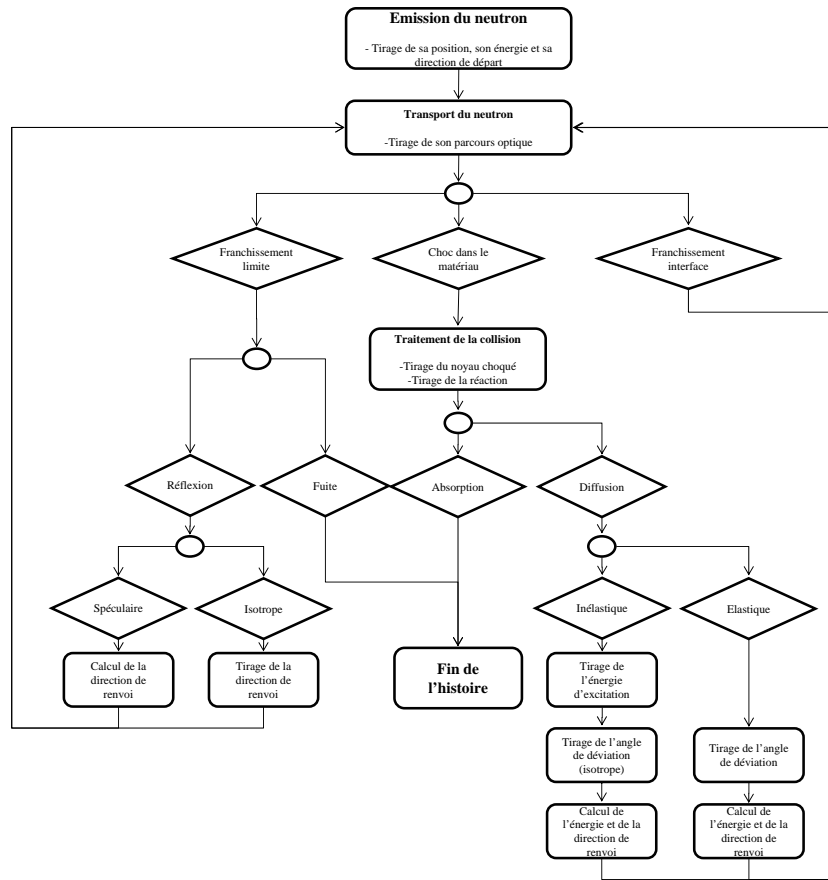 Emission du neutron
- Tirage de sa position, son énergie et sa
direction de départ
Transport du neutron
-Tirage de son parcours optique
Franchissement
limite
Choc dans le
matériau
Franchissement
interface
Traitement de la collision
-Tirage du noyau choqué
-Tirage de la réaction
Réflexion
Fuite
Absorption
Diffusion
Spéculaire
Isotrope
Inélastique
Elastique
Calcul de la
direction de
renvoi
Tirage de la
direction de
renvoi
Fin de
l’histoire
Tirage de
l’énergie
d’excitation
Tirage de l’angle
de déviation
(isotrope)
Tirage de l’angle
de déviation
Calcul de
l’énergie et de la
direction de
renvoi
Calcul de
l’énergie et de la
direction de
renvoi